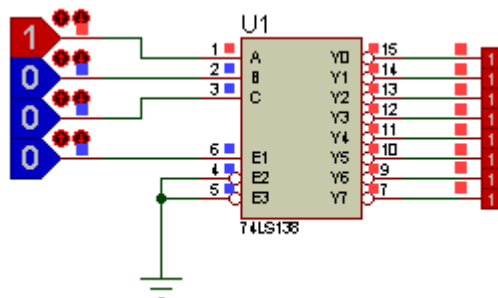 U1
1
0
0
0
1 A Y0 15 1
2 B Y1 14 1
3 C Y2 13 1
Y3 12 1
Y4 11 1
6 E1 Y5 10 1
4 E2 Y6 9 1
5 E3 Y7 7 1
74LS138